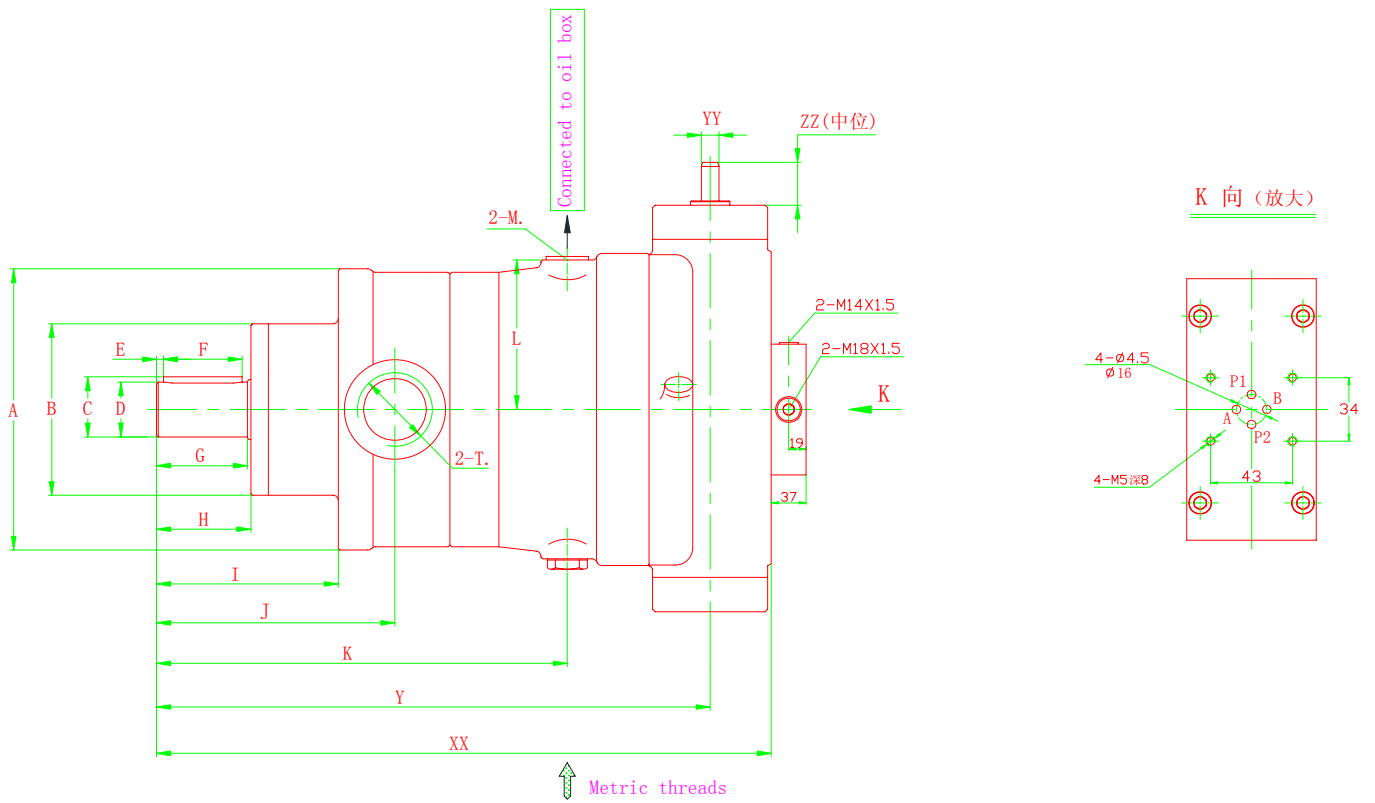 Connected to oil box
YY
ZZ(中位)
K 向（放大）
2-M.
2-M14X1.5
2-M18X1.5
E
F
L
A
B
C
D
K
G
2-T.
19
37
H
I
J
K
Y
XX
Metric threads
4-Ø4.5
Ø16
P1
B
A
P2
34
43
4-M5深8